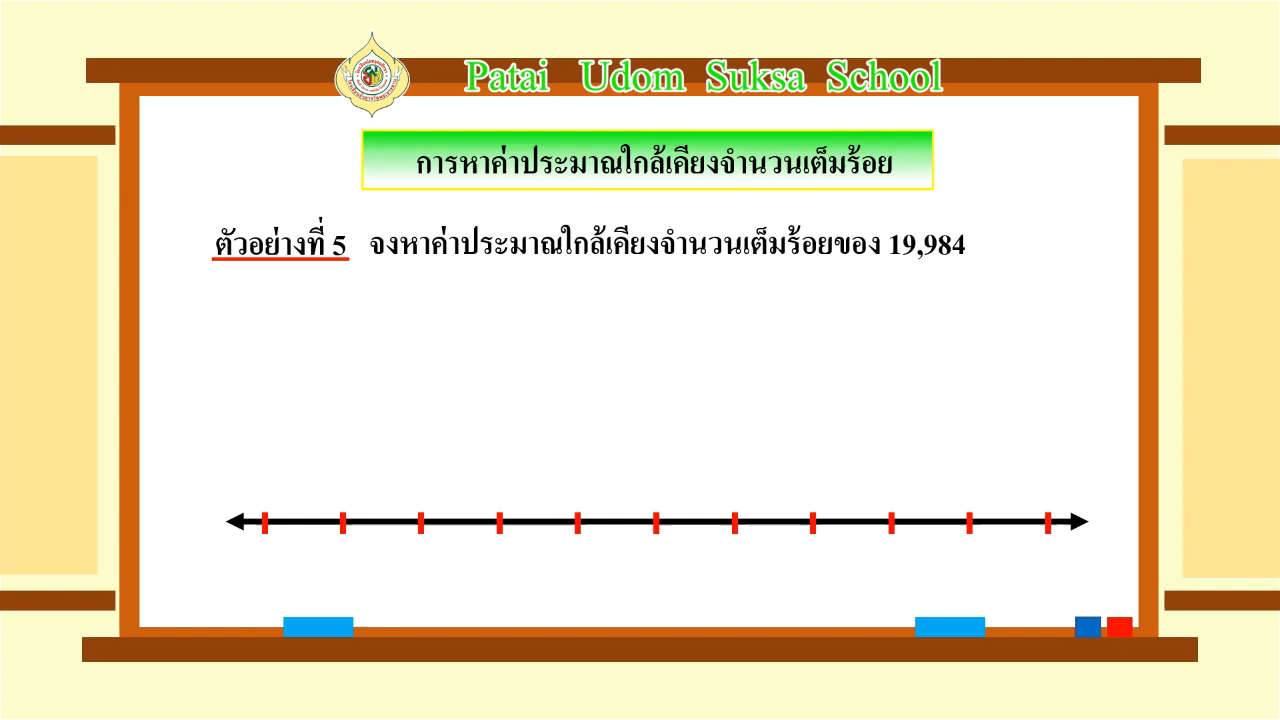 Patai Udom Suksa School
การหาค่าประมาณใกล้เคียงจำนวนเต็มร้อย
ตัวอย่างที่ 5 จงหาค่าประมาณใกล้เคียงจำนวนเต็มร้อยของ 19,984